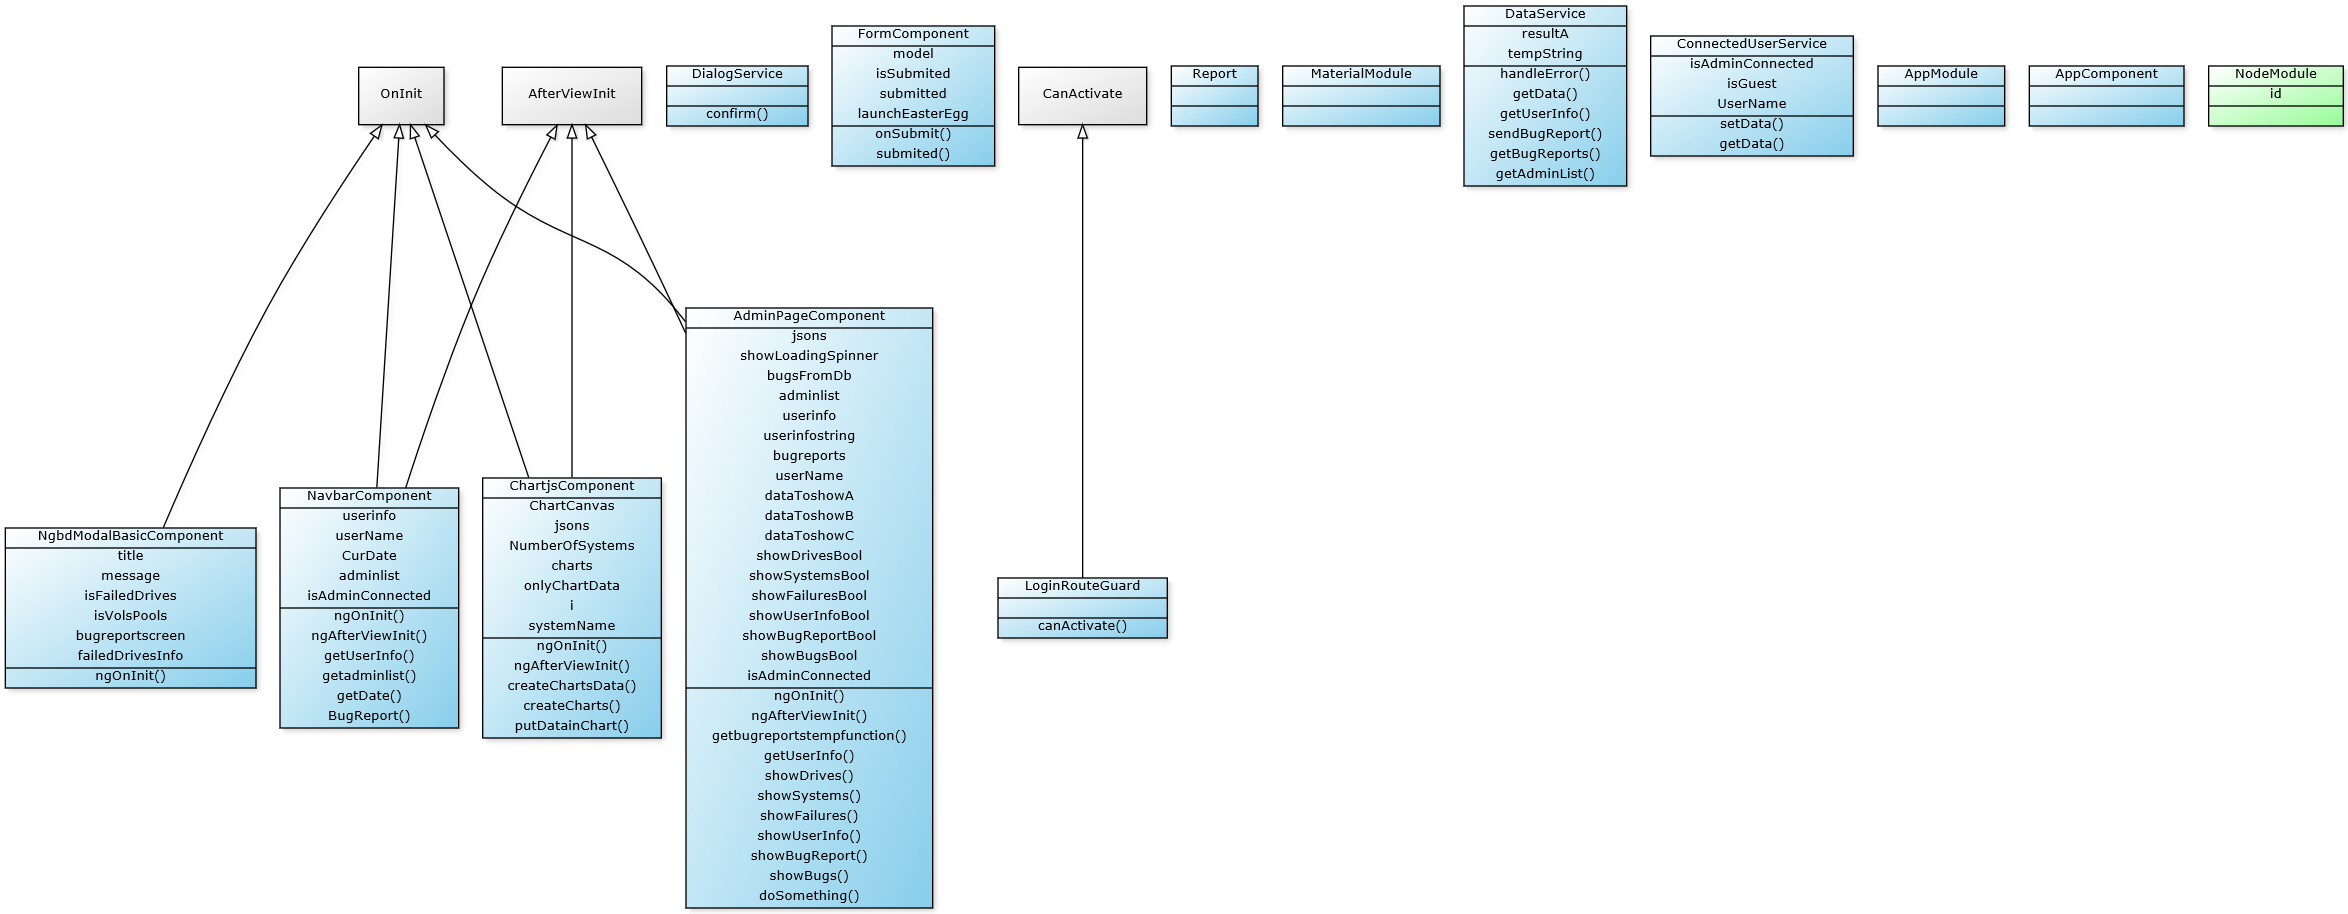 OnInit
AfterViewInit
DialogService
confirm()
FormComponent
model
isSubmited
submitted
launchEasterEgg
onSubmit()
submited()
CanActivate
Report
MaterialModule
DataService
resultA
tempString
handleError()
getData()
getUserInfo()
sendBugReport()
getBugReports()
getAdminList()
ConnectedUserService
isAdminConnected
isGuest
UserName
setData()
getData()
AppModule
AppComponent
NodeModule
id
NgbdModalBasicComponent
title
message
isFailedDrives
isVolsPools
bugreportscreen
failedDrivesInfo
ngOnInit()
NavbarComponent
userinfo
userName
CurDate
adminlist
isAdminConnected
ngOnInit()
ngAfterViewInit()
getUserInfo()
getadminlist()
getDate()
BugReport()
ChartjsComponent
ChartCanvas
jsons
NumberOfSystems
charts
onlyChartData
i
systemName
ngOnInit()
ngAfterViewInit()
createChartsData()
createCharts()
putDatainChart()
AdminPageComponent
jsons
showLoadingSpinner
bugsFromDb
adminlist
userinfo
userinfostring
bugreports
userName
dataToshowA
dataToshowB
dataToshowC
showDrivesBool
showSystemsBool
showFailuresBool
showUserInfoBool
showBugReportBool
showBugsBool
isAdminConnected
ngOnInit()
ngAfterViewInit()
getbugreportstempfunction()
getUserInfo()
showDrives()
showSystems()
showFailures()
showUserInfo()
showBugReport()
showBugs()
doSomething()
LoginRouteGuard
canActivate()